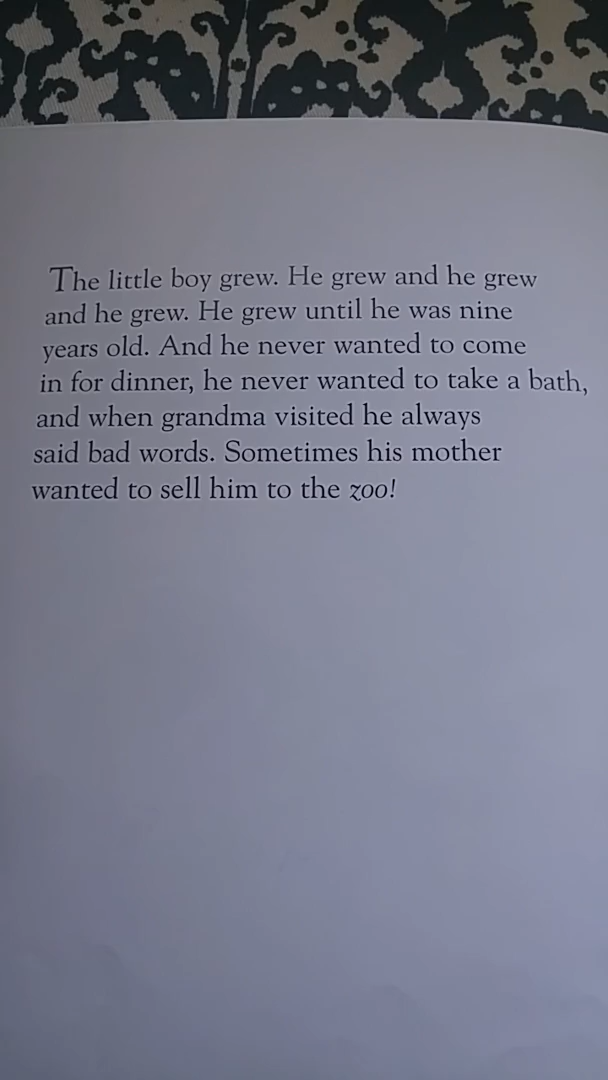 The little boy grew. He grew and he grew
and he grew. He grew until he was nine
years old. And he never wanted to come
in for dinner, he never wanted to take a bath,
and when grandma visited he always
said bad words. Sometimes his mother
wanted to sell him to the zoo!